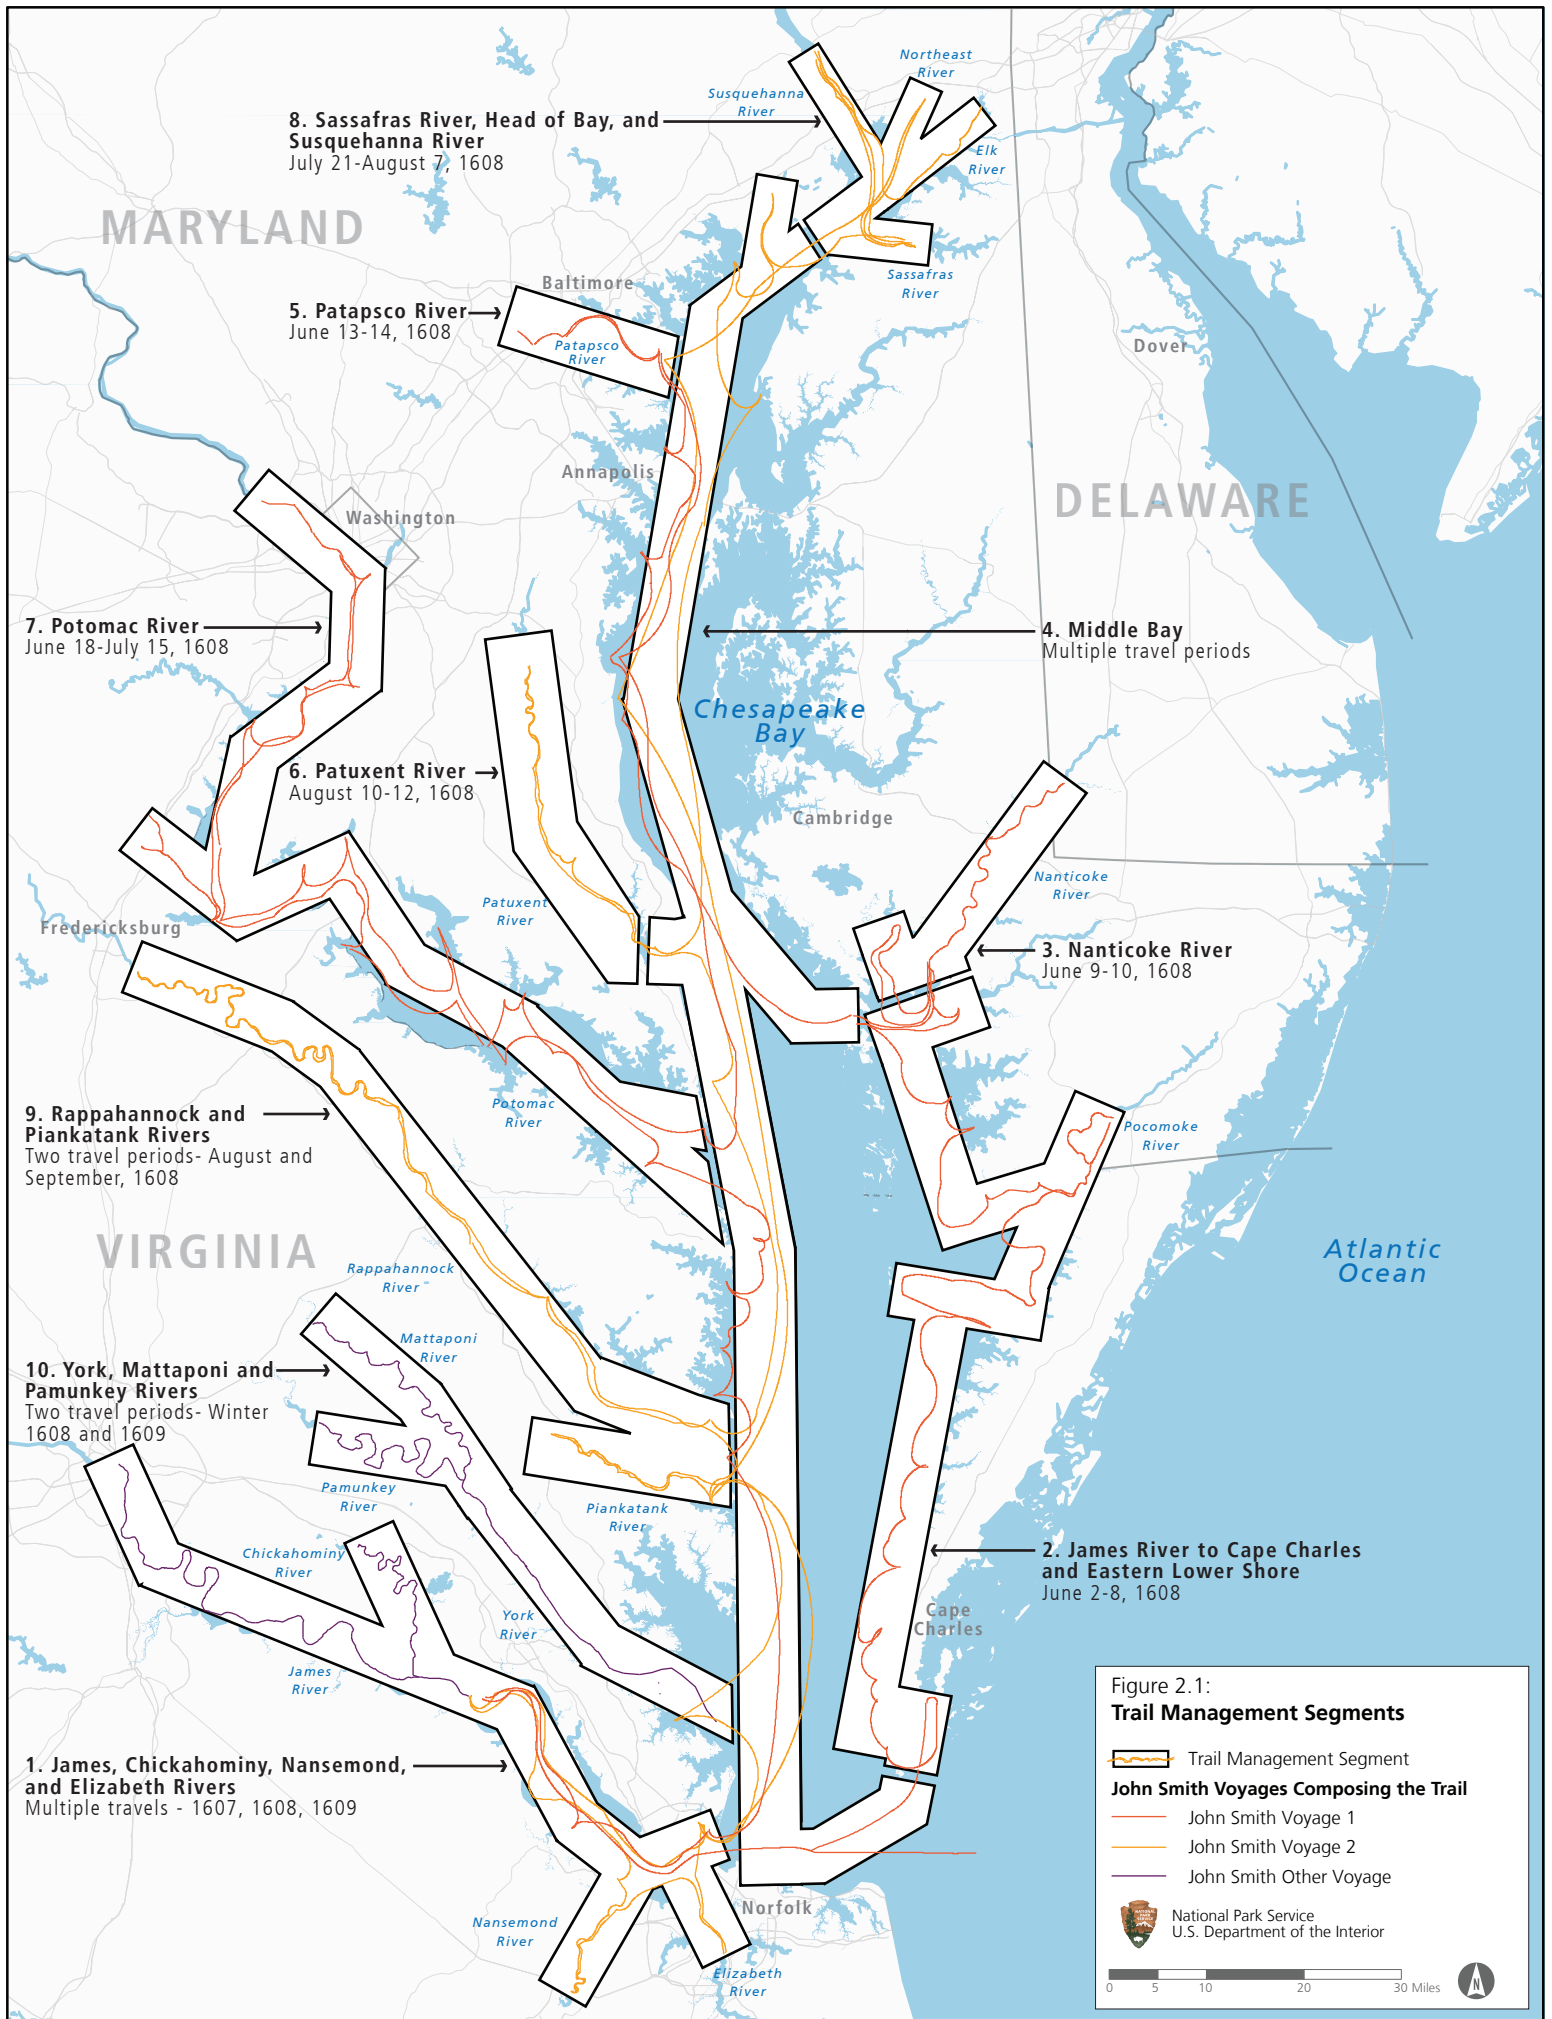 Northeast
River
Susquehanna
River
8. Sassafras River, Head of Bay, and
Susquehanna River
July 21-August 7, 1608
Elk
River
MARYLAND
Sassafras
River
Baltimore
5. Patapsco River
June 13-14, 1608
Patapsco
River
Dover
Annapolis
DELAWARE
Washington
7. Potomac River
June 18-July 15, 1608
4. Middle Bay
Multiple travel periods
Chesapeake
Bay
6. Patuxent River
August 10-12, 1608
Cambridge
Nanticoke
River
Patuxent
River
Fredericksburg
3. Nanticoke River
June 9-10, 1608
Potomac
River
9. Rappahannock and
Piankatank Rivers
Two travel periods- August and
September, 1608
Pocomoke
River
VIRGINIA
Atlantic
Ocean
Rappahannock
River
Mattaponi
River
10. York, Mattaponi and
Pamunkey Rivers
Two travel periods- Winter
1608 and 1609
Pamunkey
River
Piankatank
River
Chickahominy
River
2. James River to Cape Charles
and Eastern Lower Shore
June 2-8, 1608
York
River
Cape
Charles
James
River
1. James, Chickahominy, Nansemond,
and Elizabeth Rivers
Multiple travels - 1607, 1608, 1609
Norfolk
Nansemond
River
Elizabeth
River
Figure 2.1:
Trail Management Segments
Trail Management Segment
John Smith Voyages Composing the Trail
John Smith Voyage 1
John Smith Voyage 2
John Smith Other Voyage
NATIONAL
PARK
SERVICE
National Park Service
U.S. Department of the Interior
0 5 10 20 30 Miles
N